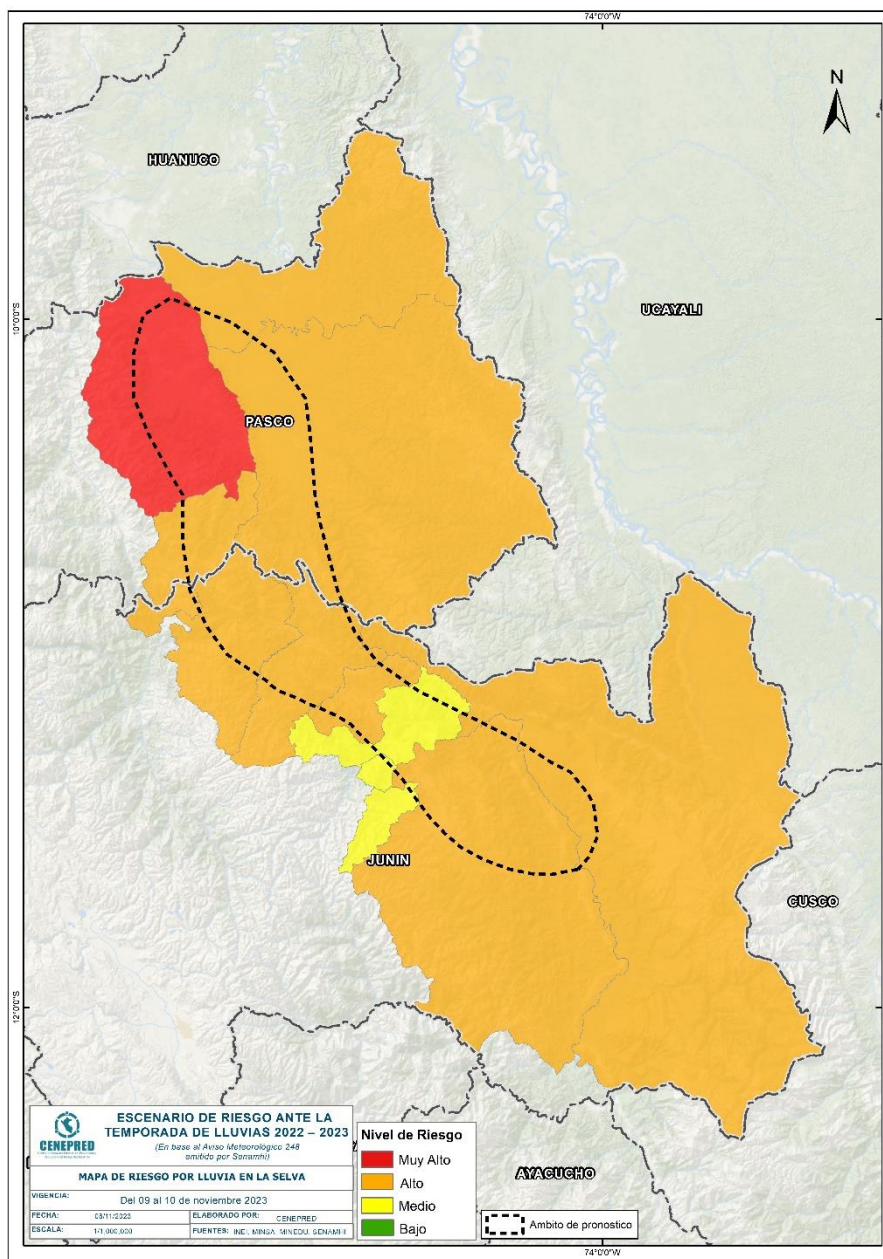 74°0'0"W
N
HUANUCO
10°0'0"S
UCAYALI
PASCO
JUNIN
CUSCO
12°0'0"S
AYACUCHO
CENEPRED
ESCENARIO DE RIESGO ANTE LA
TEMPORADA DE LLUVIAS 2022 – 2023
(En base al Aviso Meteorológico 248
emitido por Senamhi)
MAPA DE RIESGO POR LLUVIA EN LA SELVA
VIGENCIA:
Del 09 al 10 de noviembre 2023
FECHA:
08/11/2023
ELABORADO POR:
CENEPRED
ESCALA:
1/1,000,000
FUENTES:
INEI, MINSA, MINEDU, SENAMHI
Nivel de Riesgo
Muy Alto
Alto
Medio
Bajo
Ambito de pronostico
74°0'0"W